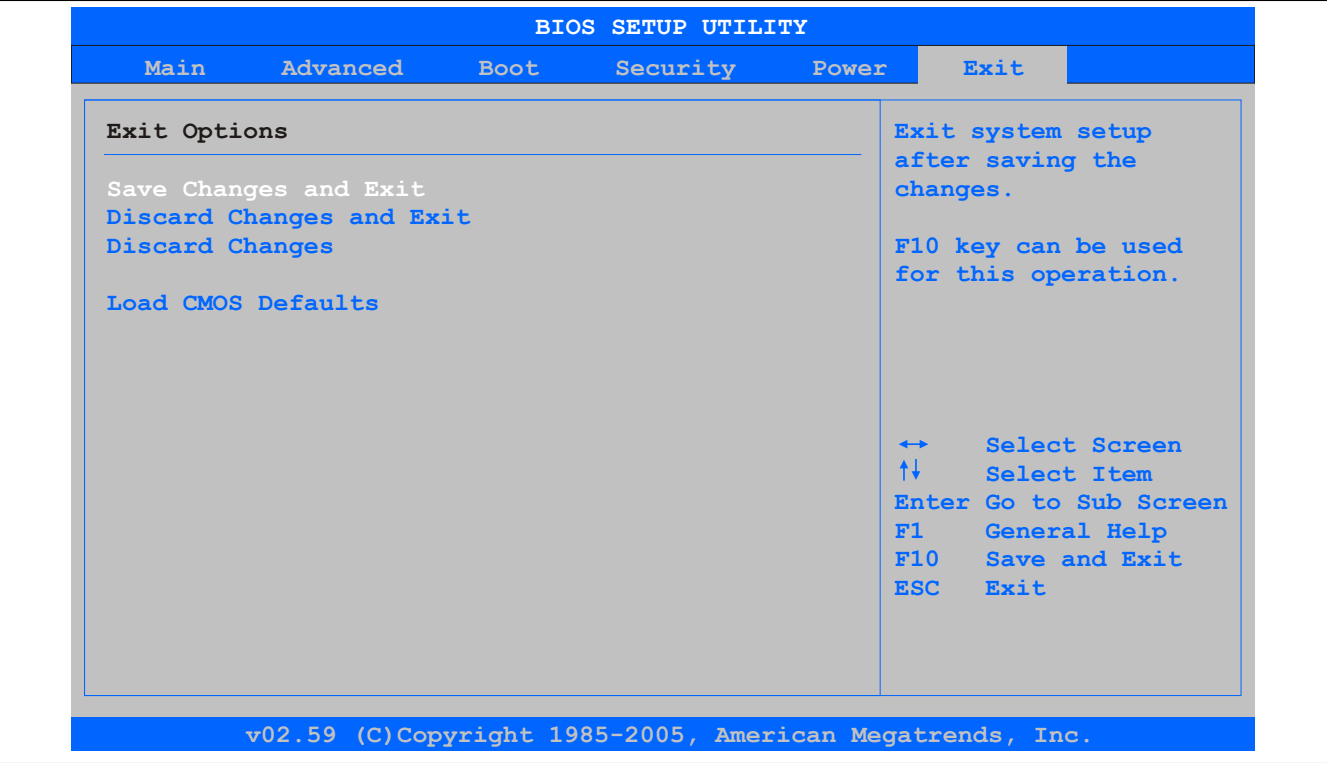 BIOS SETUP UTILITY
Main Advanced Boot Security Power Exit
Exit Options
Save Changes and Exit
Discard Changes and Exit
Discard Changes
Load CMOS Defaults
Exit system setup
after saving the
changes.
F10 key can be used
for this operation.
↔ Select Screen
↑↓ Select Item
Enter Go to Sub Screen
F1 General Help
F10 Save and Exit
ESC Exit
v02.59 (C)Copyright 1985-2005, American Megatrends, Inc.